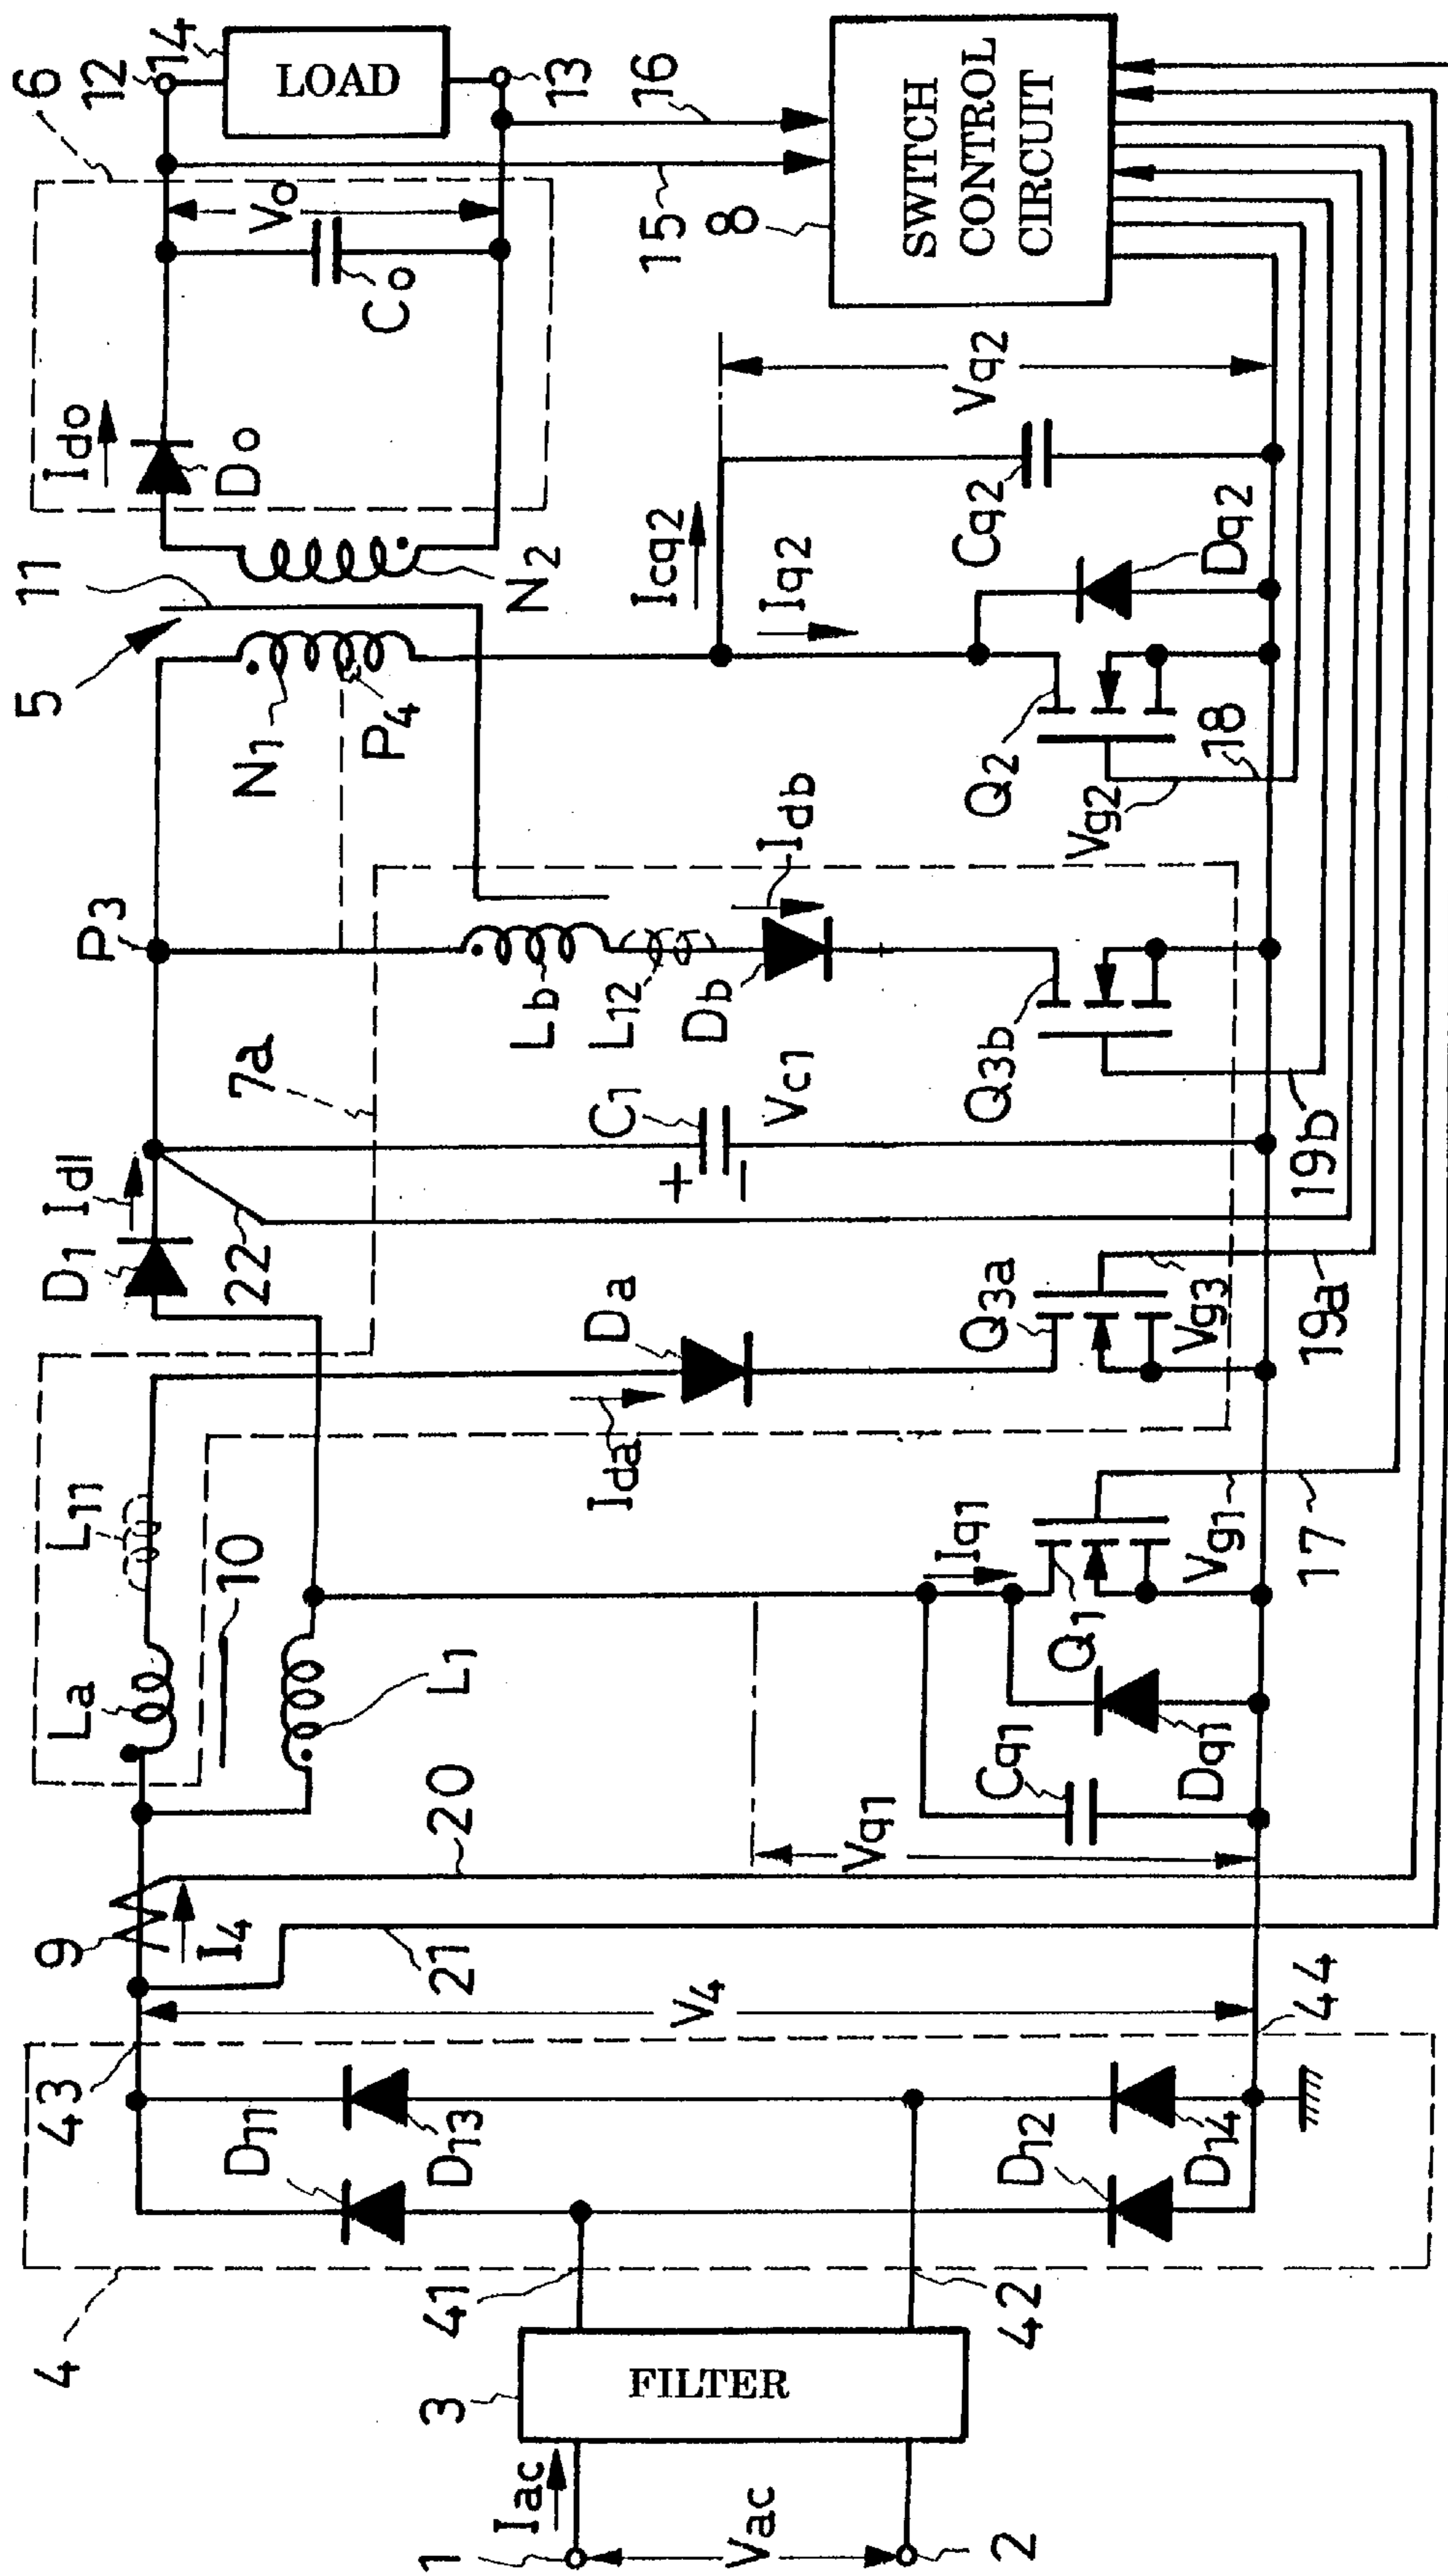 6
12
14
LOAD
13
16
15
8
SWITCH
CONTROL
CIRCUIT
Vo
Co
Ido
Do
11
5
N2
N1
P4
Icq2
Iq2
Cq2
Vq2
Dq2
Q2
Vg2
18
P3
7a
Lb
L12
Db
Idb
Q3b
19b
C1
+
−
Vc1
D1
Id1
22
Da
Ida
Q3a
Vg3
19a
L11
La
10
L1
Iq1
Q1
Vg1
17
Cq1
Dq1
Vq1
20
9
I4
21
V4
44
43
D11
D13
D12
D14
4
41
42
3
FILTER
Iac
1
Vac
2